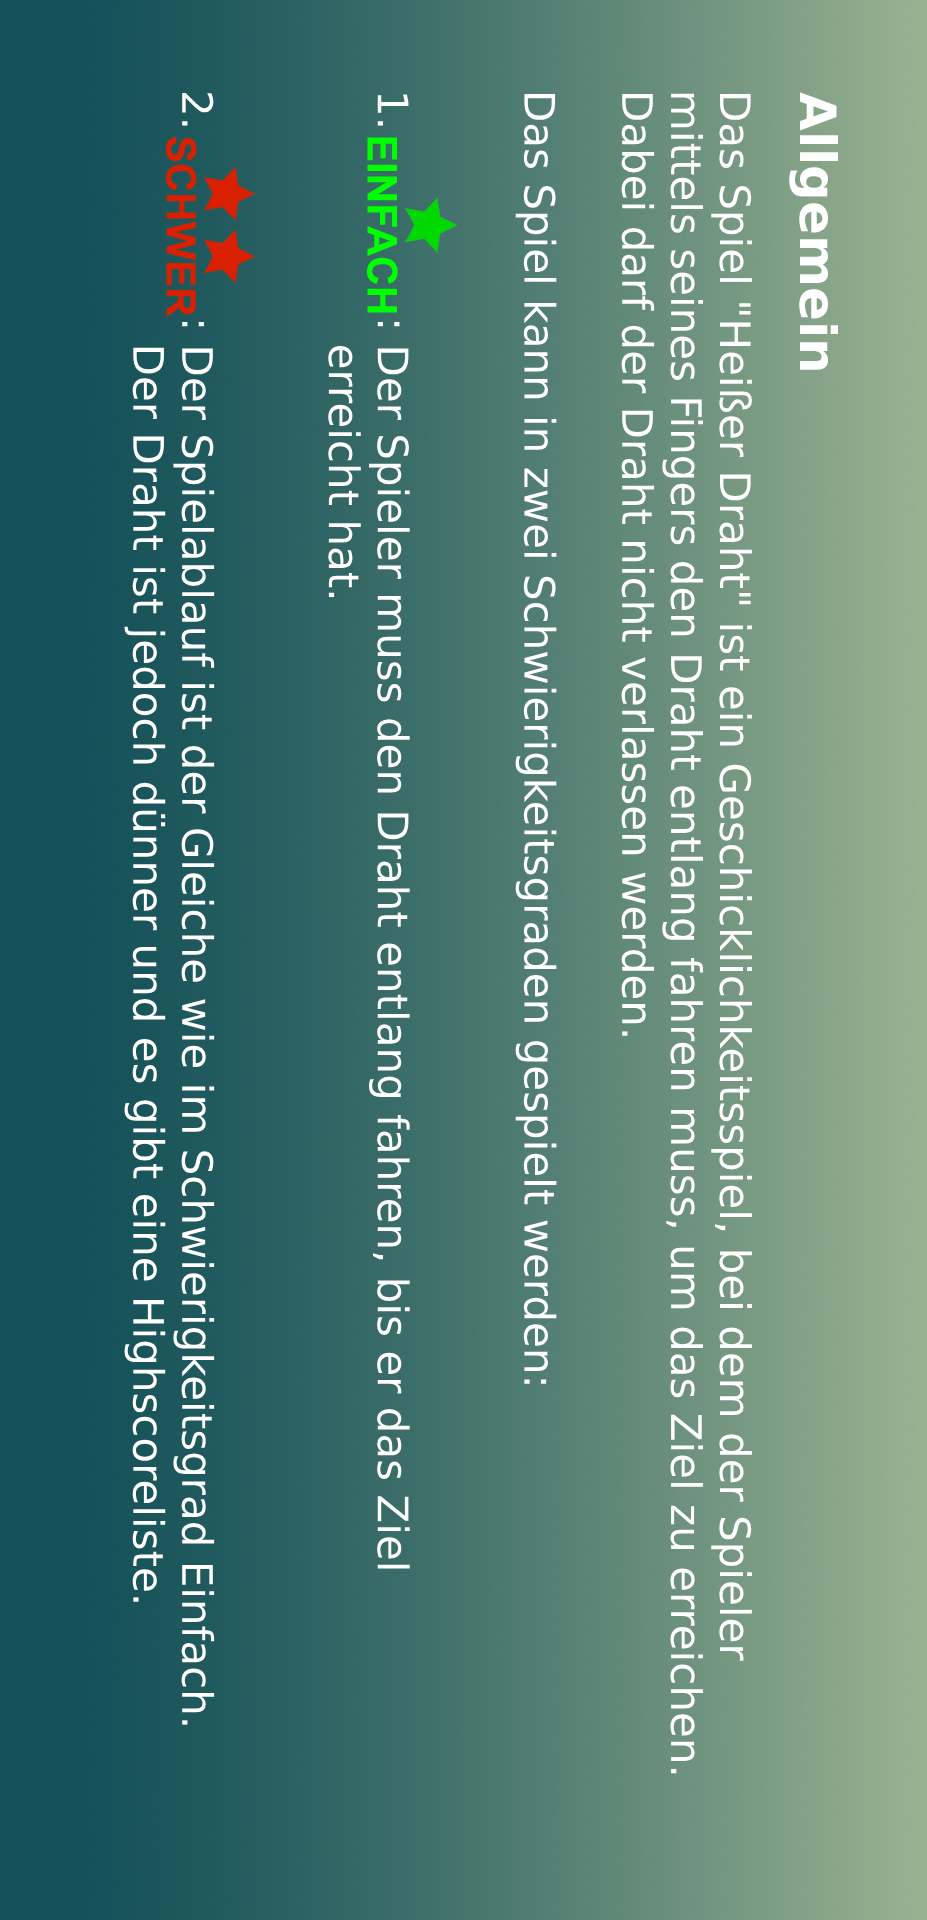 Allgemein
Das Spiel "Heißer Draht" ist ein Geschicklichkeitsspiel, bei dem der Spieler
mittels seines Fingers den Draht entlang fahren muss, um das Ziel zu erreichen.
Dabei darf der Draht nicht verlassen werden.
Das Spiel kann in zwei Schwierigkeitsgraden gespielt werden:
1. EINFACH: Der Spieler muss den Draht entlang fahren, bis er das Ziel
erreicht hat.
2. SCHWER: Der Spielablauf ist der Gleiche wie im Schwierigkeitsgrad Einfach.
Der Draht ist jedoch dünner und es gibt eine Highscoreliste.